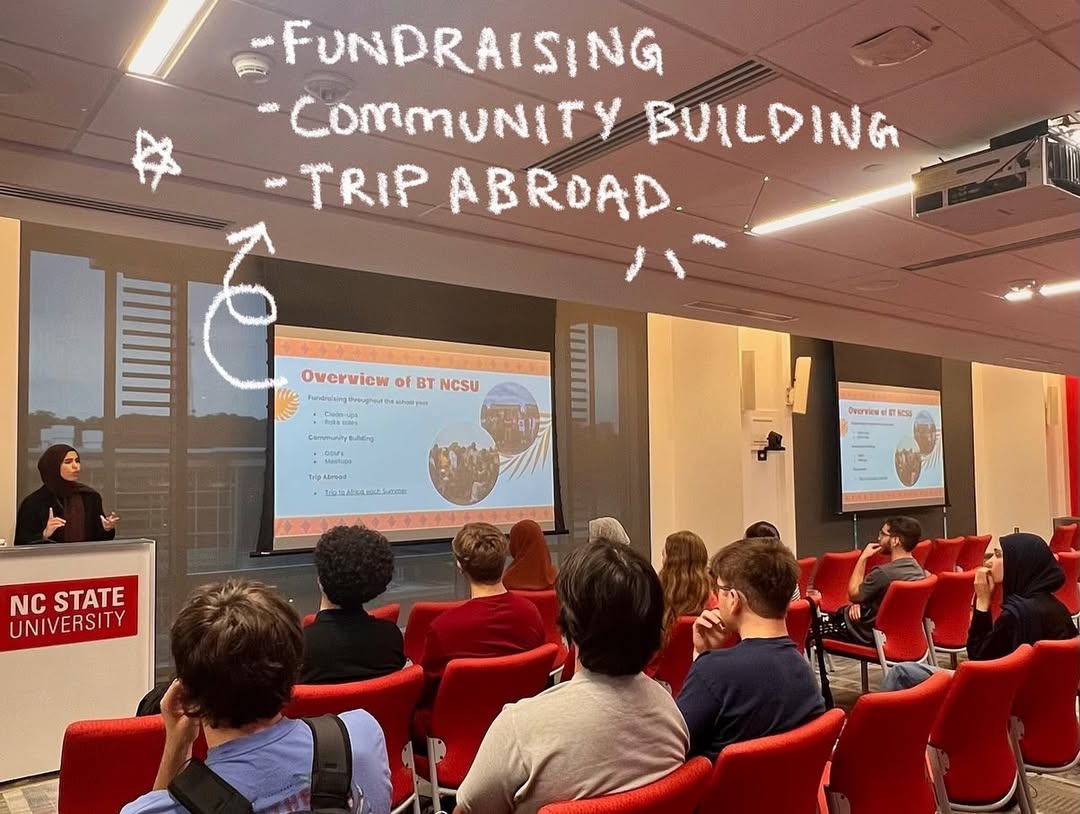 -FUNDRAISING
-COMMUNITY BUILDING
-TRIP ABROAD
Overview of BT NCSU
Fundraising throughout the school year
• Clean-ups
• Bake sales
Community Building
• GBM's
• Meetups
Trip Abroad
• Trip to Africa each Summer
Overview of BT NCSU
NC STATE
UNIVERSITY